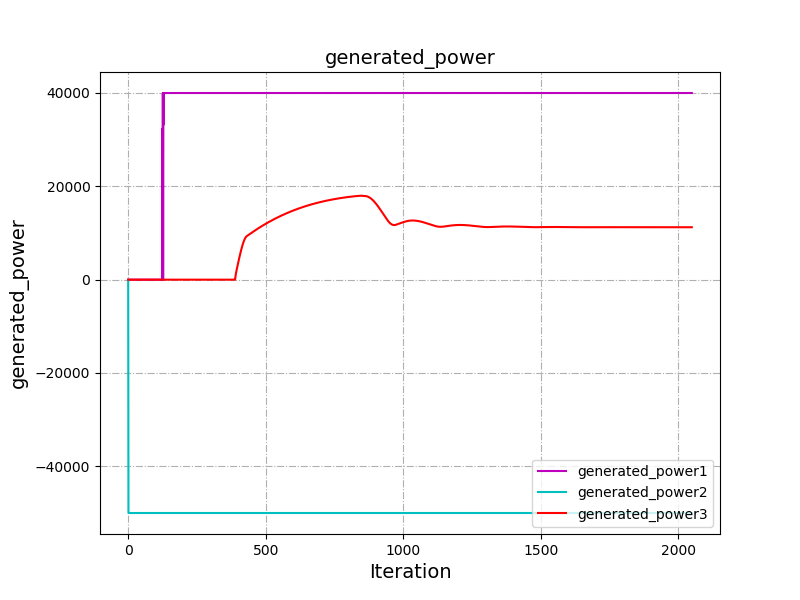 generated_power
generated_power
40000
20000
0
−20000
−40000
0
500
1000
1500
2000
Iteration
generated_power1
generated_power2
generated_power3